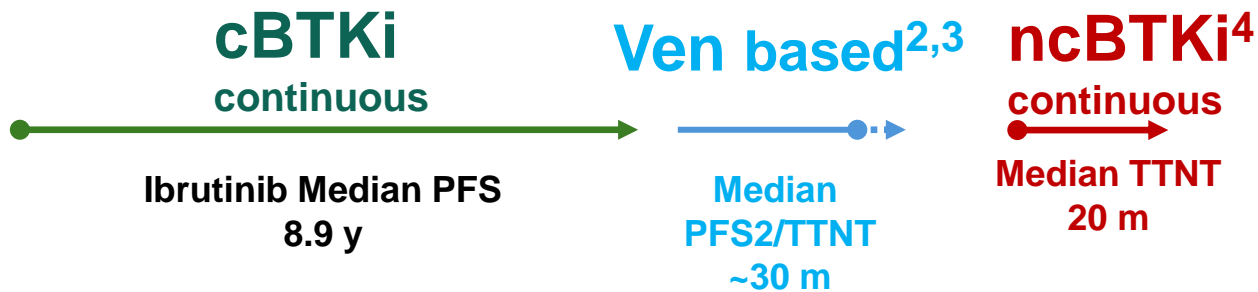 cBTKi
continuous
Ibrutinib Median PFS
8.9 y
Ven based2,3
Median
PFS2/TTNT
~30 m
ncBTKi4
continuous
Median TTNT
20 m